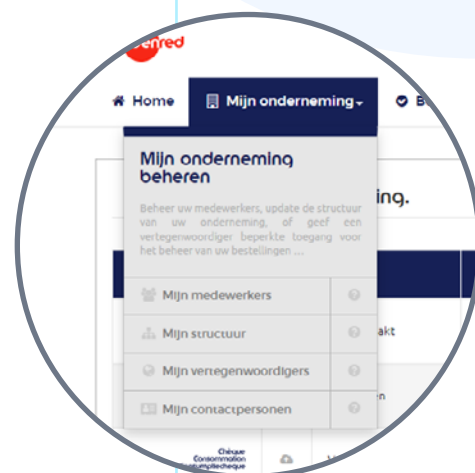 enred
Home Mijn onderneming
Mijn onderneming
beheren
ing.
Beheer uw medewerkers, update de structuur
van uw onderneming, of geef een
vertegenwoordiger beperkte toegang voor
het beheer van uw bestellingen ....
Mijn medewerkers
Mijn structuur
akt
Mijn vertegenwoordigers
Mijn contactpersonen
Chèque
Consommation